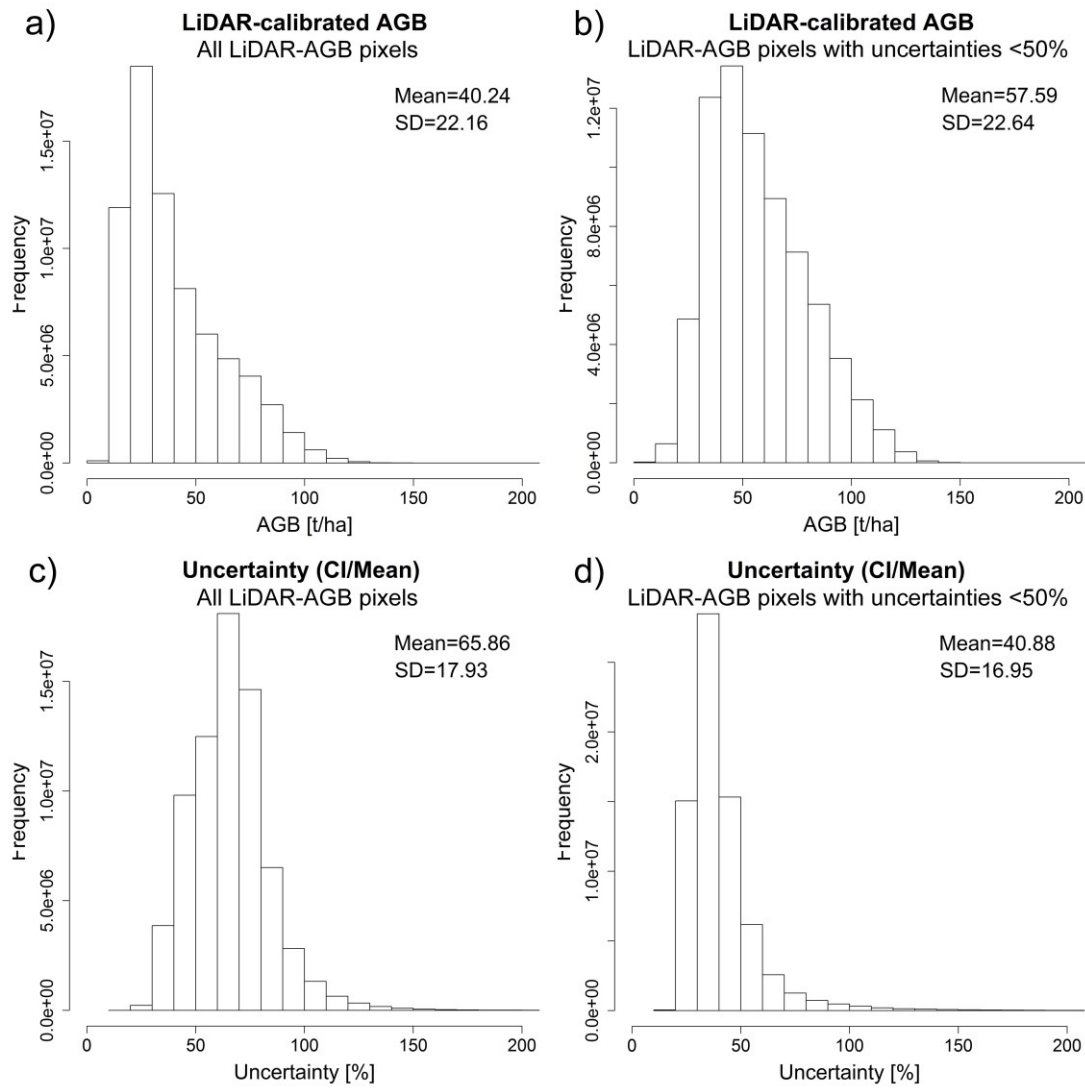 a)
LiDAR-calibrated AGB
All LiDAR-AGB pixels
Mean=40.24
SD=22.16
Frequency
0.0e+00
5.0e+06
1.0e+07
1.5e+07
0
50
100
150
200
AGB [t/ha]
b)
LiDAR-calibrated AGB
LiDAR-AGB pixels with uncertainties <50%
Mean=57.59
SD=22.64
Frequency
0.0e+00
4.0e+06
8.0e+06
1.2e+07
0
50
100
150
200
AGB [t/ha]
c)
Uncertainty (CI/Mean)
All LiDAR-AGB pixels
Mean=65.86
SD=17.93
Frequency
0.0e+00
5.0e+06
1.0e+07
1.5e+07
0
50
100
150
200
Uncertainty [%]
d)
Uncertainty (CI/Mean)
LiDAR-AGB pixels with uncertainties <50%
Mean=40.88
SD=16.95
Frequency
0.0e+00
1.0e+07
2.0e+07
0
50
100
150
200
Uncertainty [%]